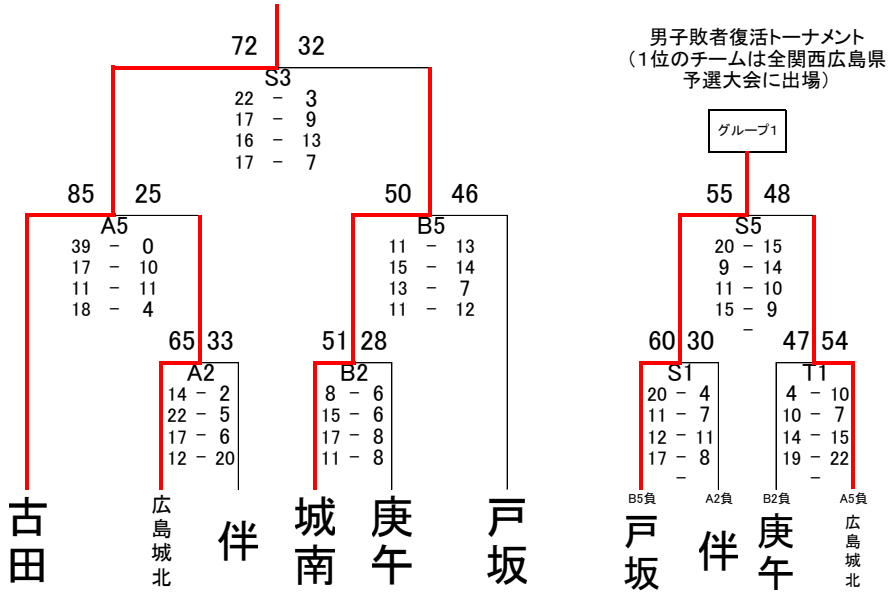 72 32
S3
22 - 3
17 - 9
16 - 13
17 - 7
85 25
A5
39 - 0
17 - 10
11 - 11
18 - 4
50 46
B5
11 - 13
15 - 14
13 - 7
11 - 12
65 33
A2
14 - 2
22 - 5
17 - 6
12 - 20
51 28
B2
8 - 6
15 - 6
17 - 8
11 - 8
古田
広島城北
伴
城南
庚午
戸坂
男子敗者復活トーナメント
(1位のチームは全関西広島県
予選大会に出場)
グループ1
55 48
S5
20 - 15
9 - 14
11 - 10
15 - 9
-
60 30
S1
20 - 4
11 - 7
12 - 11
17 - 8
-
47 54
T1
4 - 10
10 - 7
14 - 15
19 - 22
-
B5負
A2負
B2負
A5負
戸坂
伴
庚午
広島城北